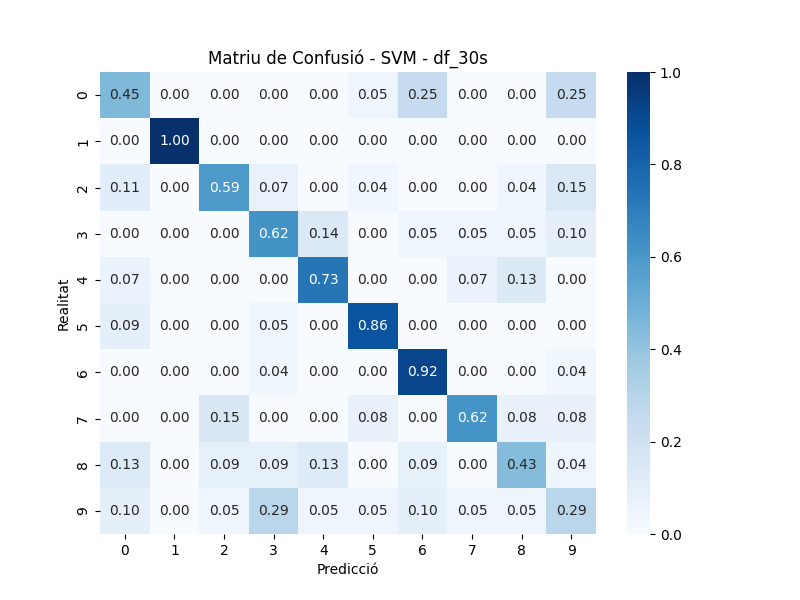 Matriu de Confusió - SVM - df_30s
0 0.45 0.00 0.00 0.00 0.00 0.05 0.25 0.00 0.00 0.25
1 0.00 1.00 0.00 0.00 0.00 0.00 0.00 0.00 0.00 0.00
2 0.11 0.00 0.59 0.07 0.00 0.04 0.00 0.00 0.04 0.15
3 0.00 0.00 0.00 0.62 0.14 0.00 0.05 0.05 0.05 0.10
4 0.07 0.00 0.00 0.00 0.73 0.00 0.00 0.07 0.13 0.00
5 0.09 0.00 0.00 0.05 0.00 0.86 0.00 0.00 0.00 0.00
6 0.00 0.00 0.00 0.04 0.00 0.00 0.92 0.00 0.00 0.04
7 0.00 0.00 0.15 0.00 0.00 0.08 0.00 0.62 0.08 0.08
8 0.13 0.00 0.09 0.09 0.13 0.00 0.09 0.00 0.43 0.04
9 0.10 0.00 0.05 0.29 0.05 0.05 0.10 0.05 0.05 0.29
0 1 2 3 4 5 6 7 8 9
Predicció
Realitat
1.0
0.8
0.6
0.4
0.2
0.0